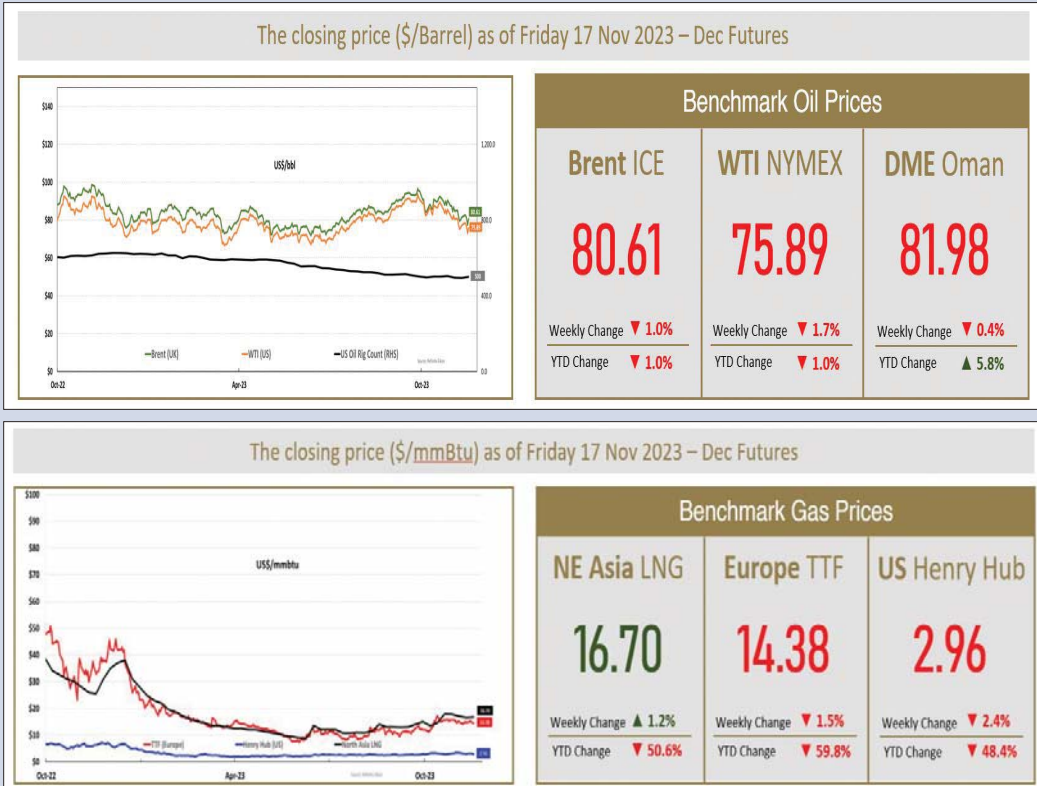 The closing price ($/Barrel) as of Friday 17 Nov 2023 – Dec Futures
$140
$120
$100
$80
$60
$40
$20
$0
US$/bbl
1,200.0
800.0
400.0
0.0
80.61
75.89
500
Brent (UK)
WTI (US)
US Oil Rig Count (RHS)
Oct-22
Apr-23
Oct-23
Benchmark Oil Prices
Brent ICE
80.61
Weekly Change ▼ 1.0%
YTD Change ▼ 1.0%
WTI NYMEX
75.89
Weekly Change ▼ 1.7%
YTD Change ▼ 1.0%
DME Oman
81.98
Weekly Change ▼ 0.4%
YTD Change ▲ 5.8%
The closing price ($/mmBtu) as of Friday 17 Nov 2023 – Dec Futures
$100
$90
$80
$70
$60
$50
$40
$30
$20
$10
$0
US$/mmbtu
TTF (Europe)
Henry Hub (US)
North Asia LNG
Oct-22
Apr-23
Oct-23
Benchmark Gas Prices
NE Asia LNG
16.70
Weekly Change ▲ 1.2%
YTD Change ▼ 50.6%
Europe TTF
14.38
Weekly Change ▼ 1.5%
YTD Change ▼ 59.8%
US Henry Hub
2.96
Weekly Change ▼ 2.4%
YTD Change ▼ 48.4%